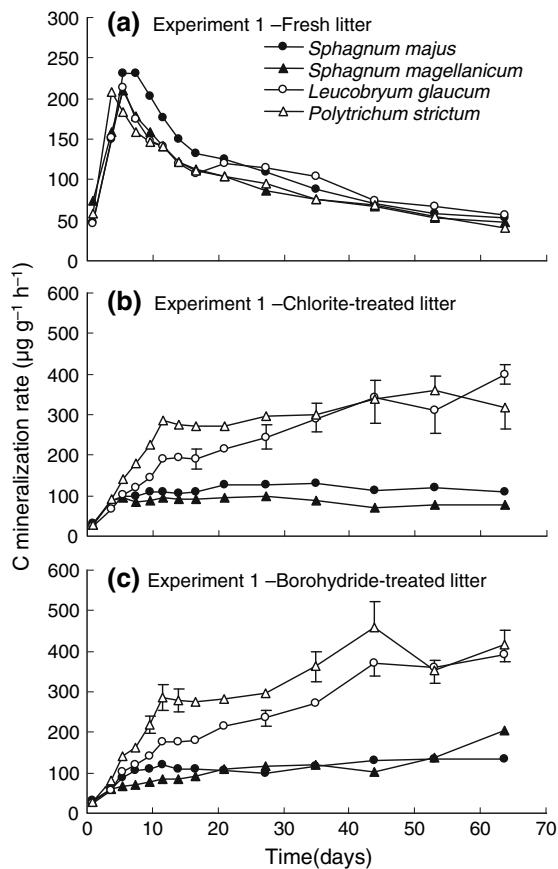 (a) Experiment 1 –Fresh litter
Sphagnum majus
Sphagnum magellanicum
Leucobryum glaucum
Polytrichum strictum
300
250
200
150
100
50
0
(b) Experiment 1 –Chlorite-treated litter
600
500
400
300
200
100
0
C mineralization rate (µg g⁻¹ h⁻¹)
(c) Experiment 1 –Borohydride-treated litter
600
500
400
300
200
100
0
0 10 20 30 40 50 60 70
Time(days)